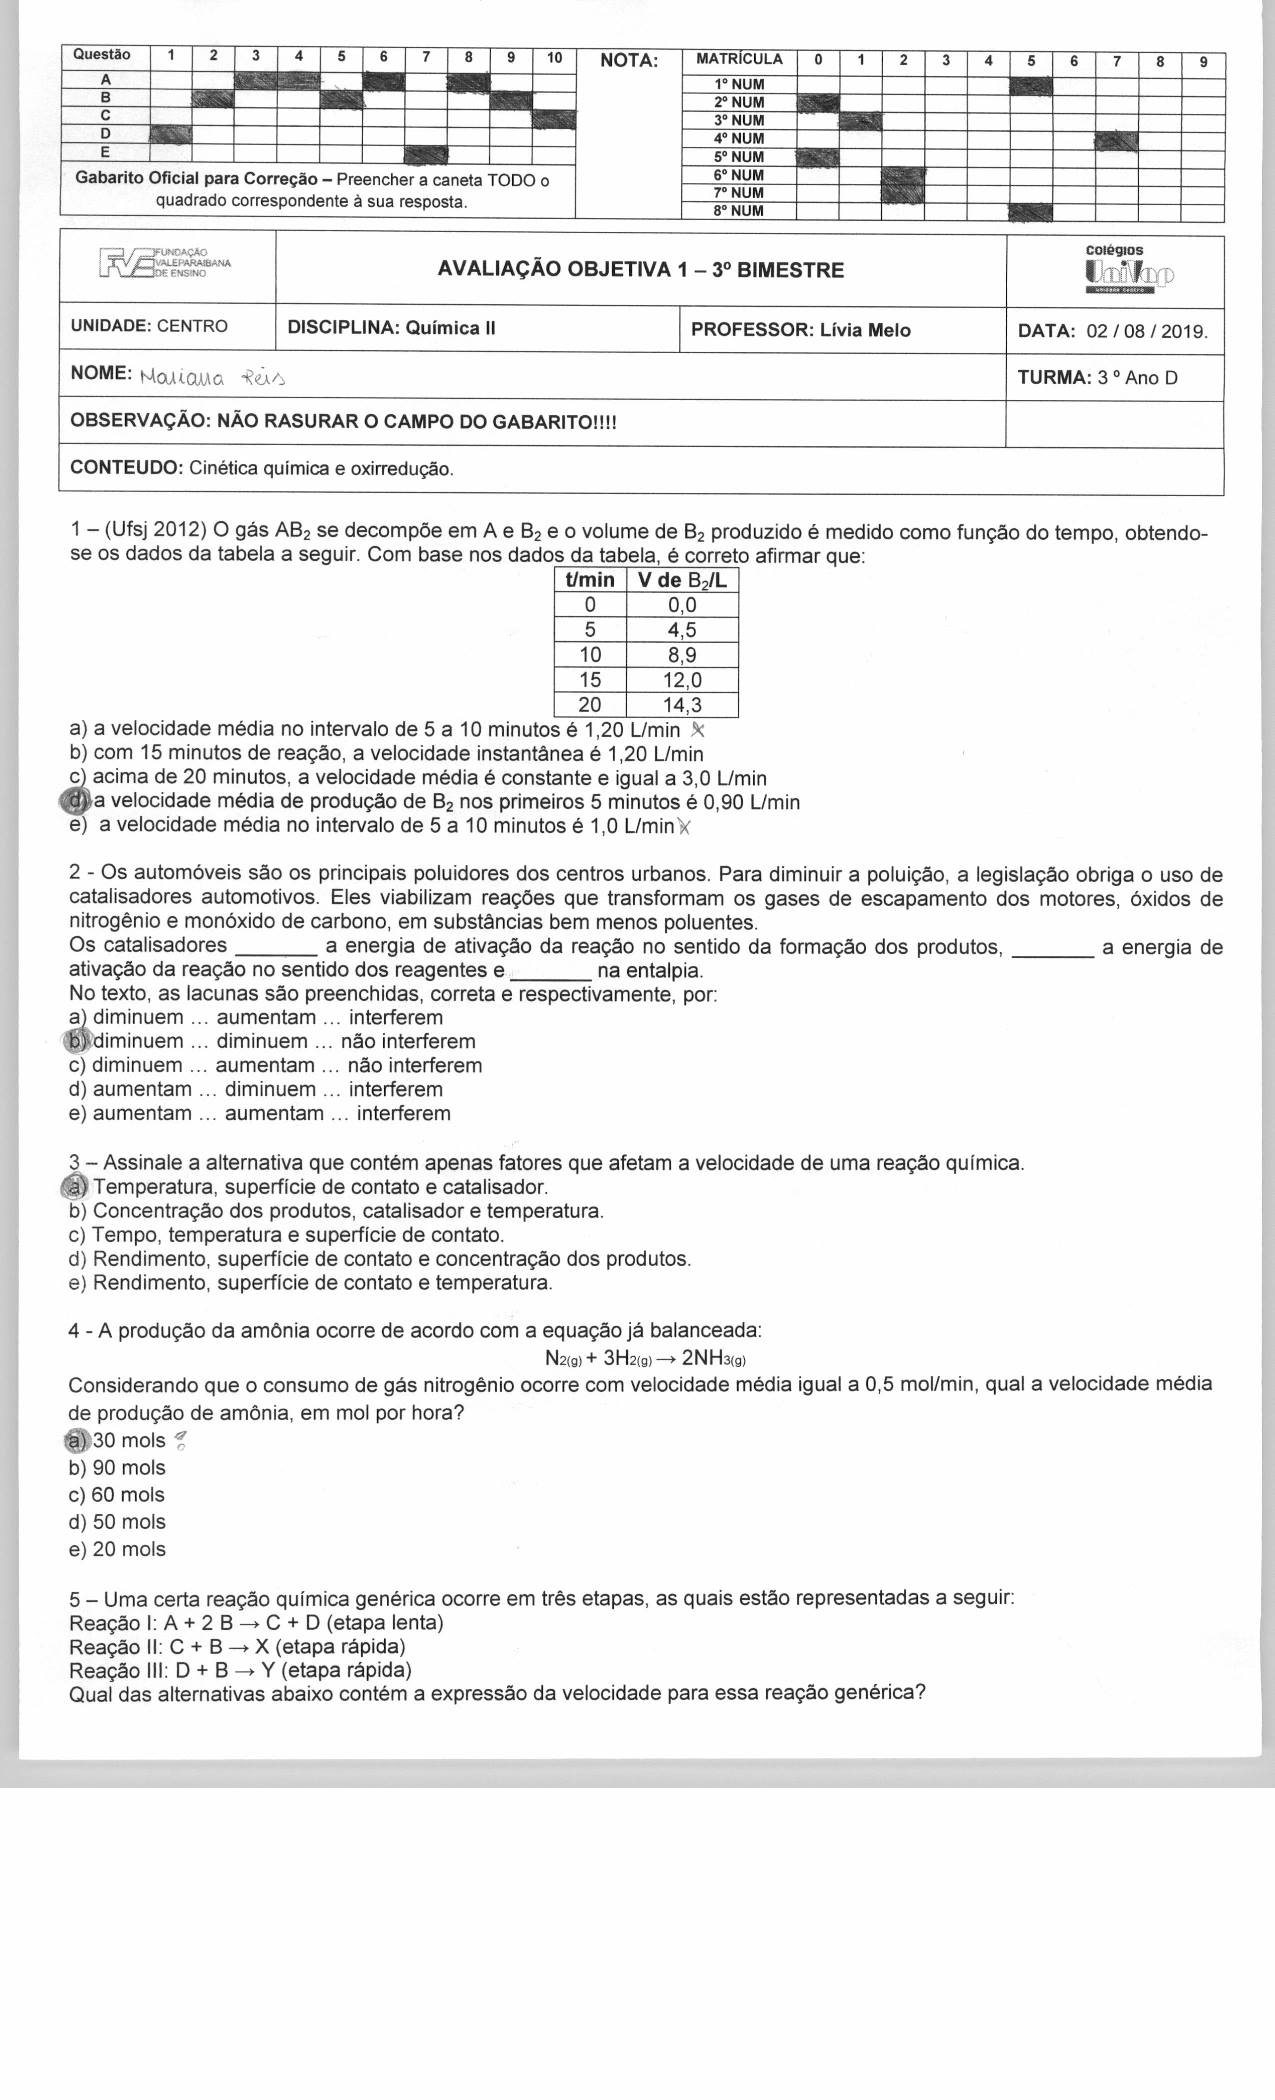 Questão 1 2 3 4 5 6 7 8 9 10 NOTA: MATRÍCULA 0 1 2 3 4 5 6 7 8 9
A 1º NUM
B 2º NUM
C 3º NUM
D 4º NUM
E 5º NUM
Gabarito Oficial para Correção – Preencher a caneta TODO o 6º NUM
quadrado correspondente à sua resposta. 7º NUM
8º NUM
FVE FUNDAÇÃO
VALEPARAIBANA
DE ENSINO
AVALIAÇÃO OBJETIVA 1 – 3º BIMESTRE
Colégios
UniVap
unidade centro
UNIDADE: CENTRO DISCIPLINA: Química II PROFESSOR: Lívia Melo DATA: 02 / 08 / 2019.
NOME: Mariana Reis TURMA: 3 º Ano D
OBSERVAÇÃO: NÃO RASURAR O CAMPO DO GABARITO!!!!
CONTEUDO: Cinética química e oxirredução.
1 – (Ufsj 2012) O gás AB₂ se decompõe em A e B₂ e o volume de B₂ produzido é medido como função do tempo, obtendo-
se os dados da tabela a seguir. Com base nos dados da tabela, é correto afirmar que:
t/min V de B₂/L
0 0,0
5 4,5
10 8,9
15 12,0
20 14,3
a) a velocidade média no intervalo de 5 a 10 minutos é 1,20 L/min x
b) com 15 minutos de reação, a velocidade instantânea é 1,20 L/min
c) acima de 20 minutos, a velocidade média é constante e igual a 3,0 L/min
d) a velocidade média de produção de B₂ nos primeiros 5 minutos é 0,90 L/min
e) a velocidade média no intervalo de 5 a 10 minutos é 1,0 L/min x
2 - Os automóveis são os principais poluidores dos centros urbanos. Para diminuir a poluição, a legislação obriga o uso de
catalisadores automotivos. Eles viabilizam reações que transformam os gases de escapamento dos motores, óxidos de
nitrogênio e monóxido de carbono, em substâncias bem menos poluentes.
Os catalisadores _______ a energia de ativação da reação no sentido da formação dos produtos, _______ a energia de
ativação da reação no sentido dos reagentes e _______ na entalpia.
No texto, as lacunas são preenchidas, correta e respectivamente, por:
a) diminuem ... aumentam ... interferem
b) diminuem ... diminuem ... não interferem
c) diminuem ... aumentam ... não interferem
d) aumentam ... diminuem ... interferem
e) aumentam ... aumentam ... interferem
3 – Assinale a alternativa que contém apenas fatores que afetam a velocidade de uma reação química.
a) Temperatura, superfície de contato e catalisador.
b) Concentração dos produtos, catalisador e temperatura.
c) Tempo, temperatura e superfície de contato.
d) Rendimento, superfície de contato e concentração dos produtos.
e) Rendimento, superfície de contato e temperatura.
4 - A produção da amônia ocorre de acordo com a equação já balanceada:
N2(g) + 3H2(g) → 2NH3(g)
Considerando que o consumo de gás nitrogênio ocorre com velocidade média igual a 0,5 mol/min, qual a velocidade média
de produção de amônia, em mol por hora?
a) 30 mols ?
b) 90 mols
c) 60 mols
d) 50 mols
e) 20 mols
5 – Uma certa reação química genérica ocorre em três etapas, as quais estão representadas a seguir:
Reação I: A + 2 B → C + D (etapa lenta)
Reação II: C + B → X (etapa rápida)
Reação III: D + B → Y (etapa rápida)
Qual das alternativas abaixo contém a expressão da velocidade para essa reação genérica?